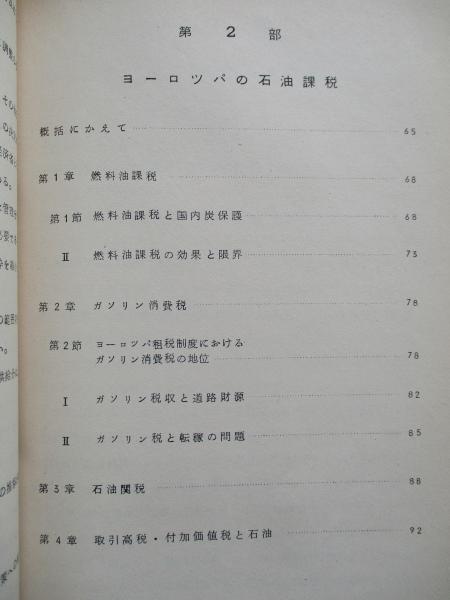 第2部
ヨーロツパの石油課税
概括にかえて 65
第1章 燃料油課税 68
第1節 燃料油課税と国内炭保護 68
Ⅱ 燃料油課税の効果と限界 73
第2章 ガソリン消費税 78
第2節 ヨーロツパ租税制度における
ガソリン消費税の地位 78
Ⅰ ガソリン税収と道路財源 82
Ⅱ ガソリン税と転稼の問題 85
第3章 石油関税 88
第4章 取引高税・付加価値税と石油 92